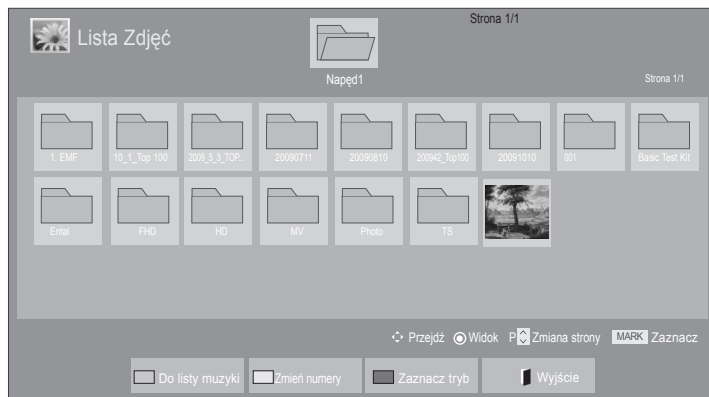 Strona 1/1
Lista Zdjęć
Napęd1
Strona 1/1
1. EMF
10_1_Top 100
2009_5_3_TOP...
20090711
20090810
200942_Top100
20091010
001
Basic Test Kit
Ental
FHD
HD
MV
Photo
TS
Przejdź Widok P Zmiana strony MARK Zaznacz
Do listy muzyki Zmień numery Zaznacz tryb Wyjście